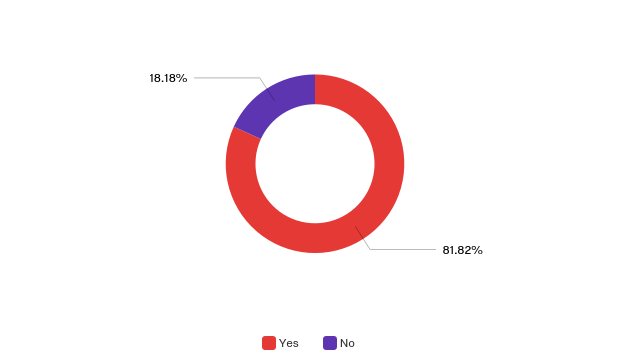 18.18%
81.82%
Yes
No